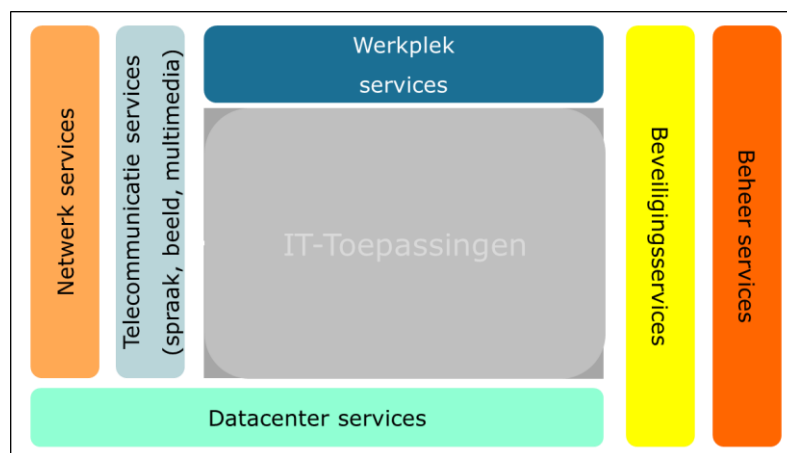 Netwerk services
Telecommunicatie services
(spraak, beeld, multimedia)
Werkplek
services
IT-Toepassingen
Beveiligingsservices
Beheer services
Datacenter services